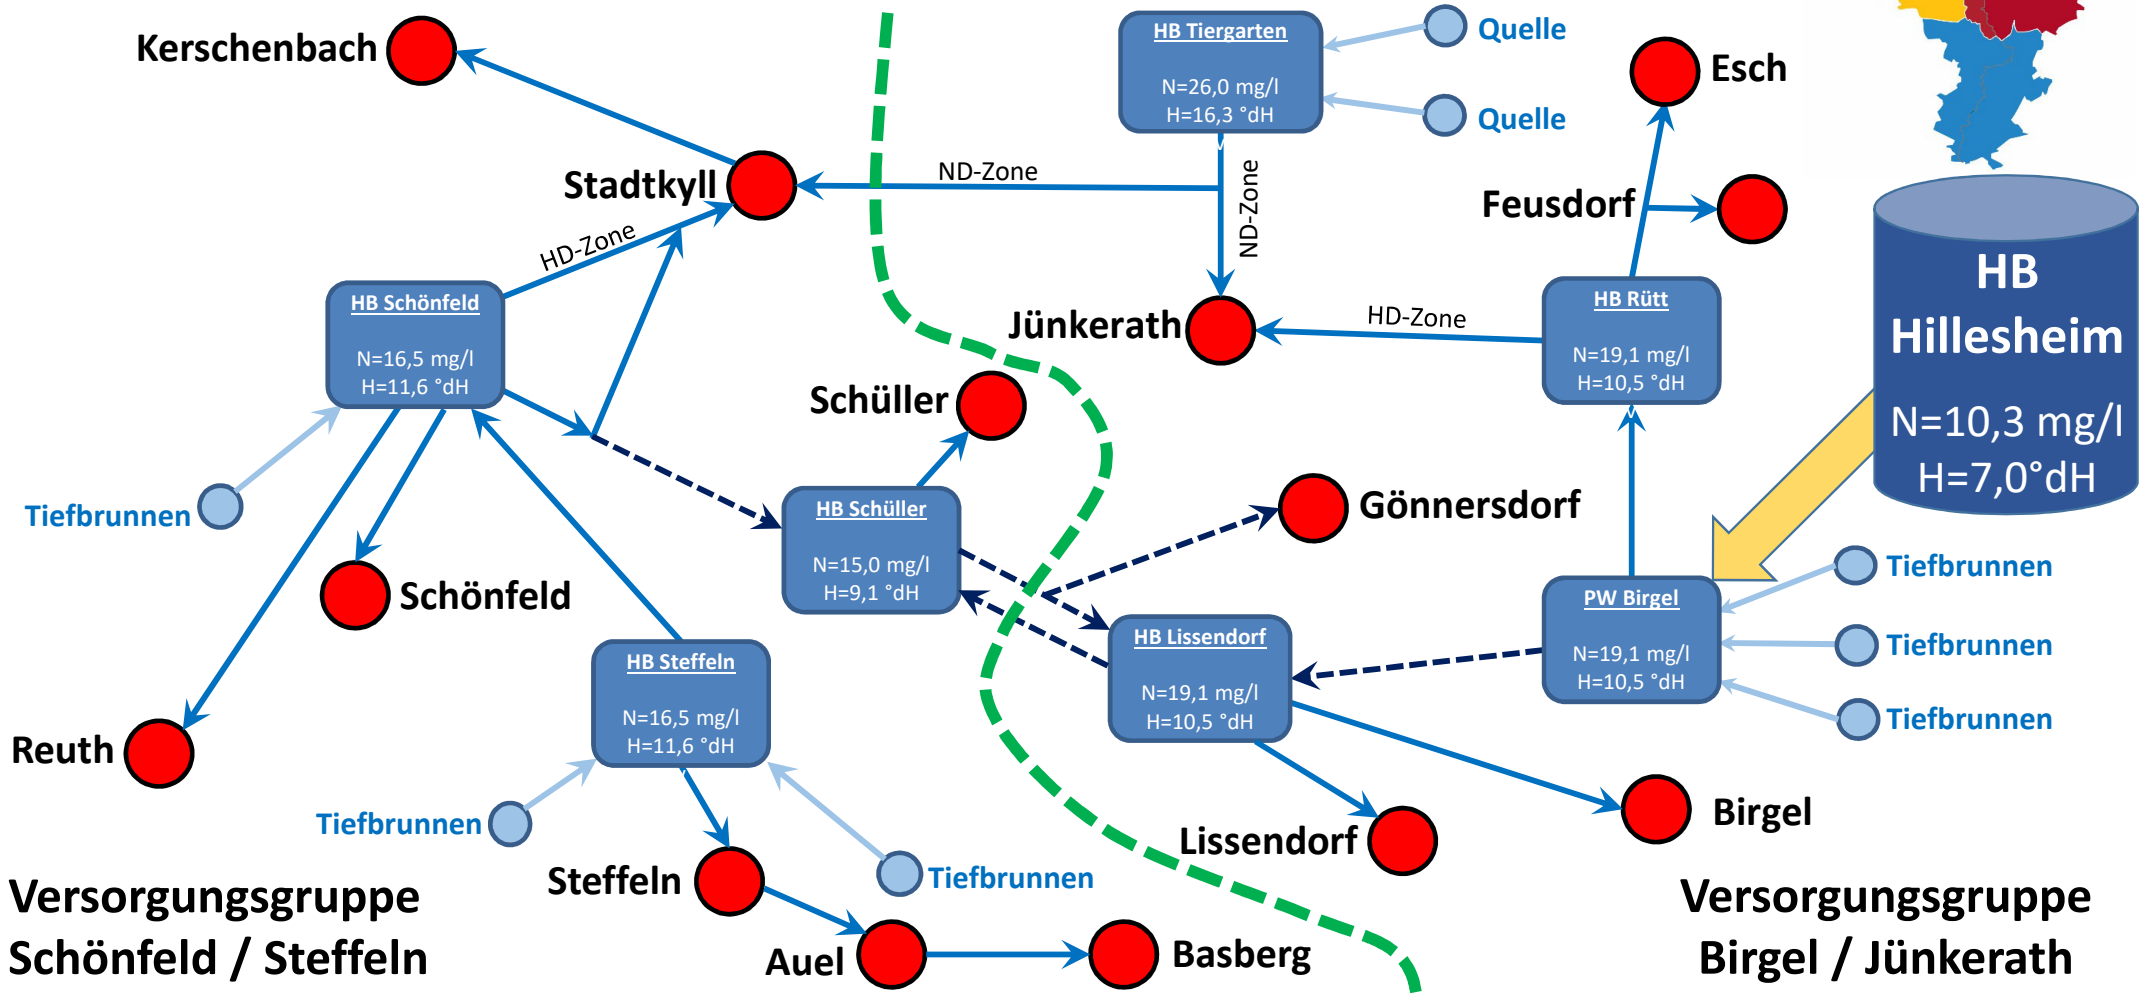 Kerschenbach
HB Tiergarten
N=26,0 mg/l
H=16,3 °dH
Quelle
Quelle
Esch
Stadtkyll
ND-Zone
ND-Zone
Feusdorf
HD-Zone
HB Schönfeld
N=16,5 mg/l
H=11,6 °dH
Jünkerath
HD-Zone
HB Rütt
N=19,1 mg/l
H=10,5 °dH
HB
Hillesheim
N=10,3 mg/l
H=7,0°dH
Schüller
Tiefbrunnen
HB Schüller
N=15,0 mg/l
H=9,1 °dH
Gönnersdorf
Schönfeld
Tiefbrunnen
PW Birgel
N=19,1 mg/l
H=10,5 °dH
Tiefbrunnen
Tiefbrunnen
HB Lissendorf
N=19,1 mg/l
H=10,5 °dH
HB Steffeln
N=16,5 mg/l
H=11,6 °dH
Reuth
Tiefbrunnen
Birgel
Lissendorf
Steffeln
Tiefbrunnen
Auel
Basberg
Versorgungsgruppe
Schönfeld / Steffeln
Versorgungsgruppe
Birgel / Jünkerath